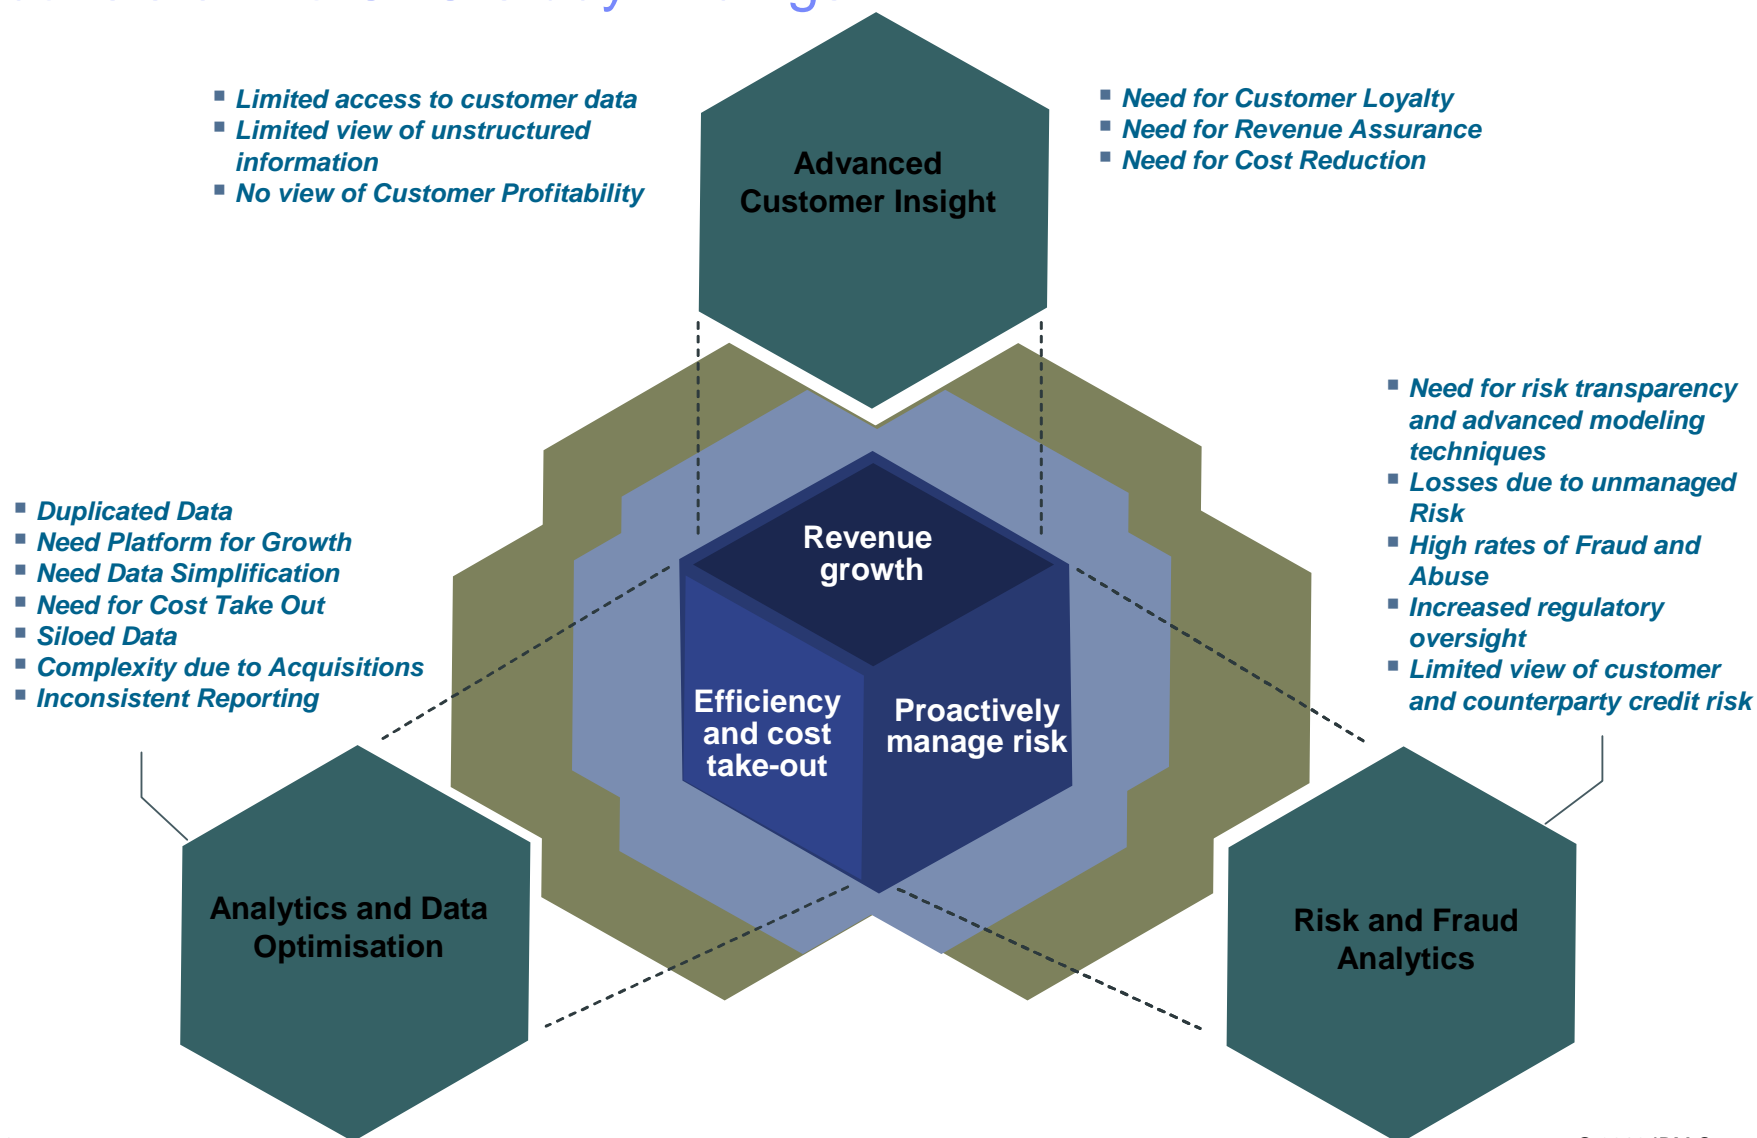 ▪ Limited access to customer data
▪ Limited view of unstructured
information
▪ No view of Customer Profitability
▪ Need for Customer Loyalty
▪ Need for Revenue Assurance
▪ Need for Cost Reduction
Advanced
Customer Insight
▪ Need for risk transparency
and advanced modeling
techniques
▪ Losses due to unmanaged
Risk
▪ High rates of Fraud and
Abuse
▪ Increased regulatory
oversight
▪ Limited view of customer
and counterparty credit risk
▪ Duplicated Data
▪ Need Platform for Growth
▪ Need Data Simplification
▪ Need for Cost Take Out
▪ Siloed Data
▪ Complexity due to Acquisitions
▪ Inconsistent Reporting
Revenue
growth
Efficiency
and cost
take-out
Proactively
manage risk
Analytics and Data
Optimisation
Risk and Fraud
Analytics